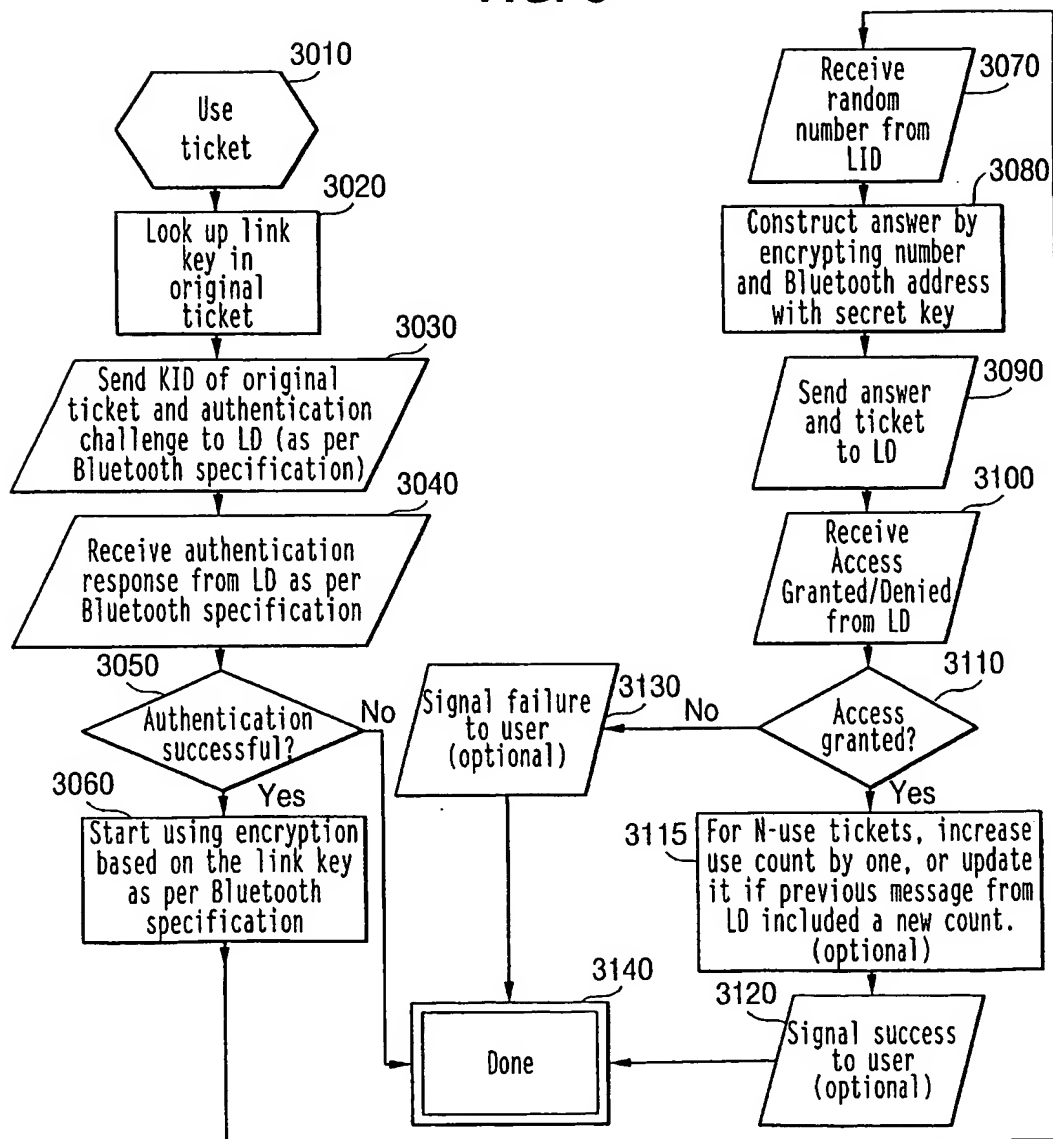 3010
Use
ticket
3020
Look up link
key in
original
ticket
3030
Send KID of original
ticket and authentication
challenge to LD (as per
Bluetooth specification)
3040
Receive authentication
response from LD as per
Bluetooth specification
3050
Authentication
successful?
No
Yes
3060
Start using encryption
based on the link key
as per Bluetooth
specification
3070
Receive
random
number from
LID
3080
Construct answer by
encrypting number
and Bluetooth address
with secret key
3090
Send answer
and ticket
to LD
3100
Receive
Access
Granted/Denied
from LD
3110
Access
granted?
No
Yes
3130
Signal failure
to user
(optional)
3115
For N-use tickets, increase
use count by one, or update
it if previous message from
LD included a new count.
(optional)
3120
Signal success
to user
(optional)
3140
Done